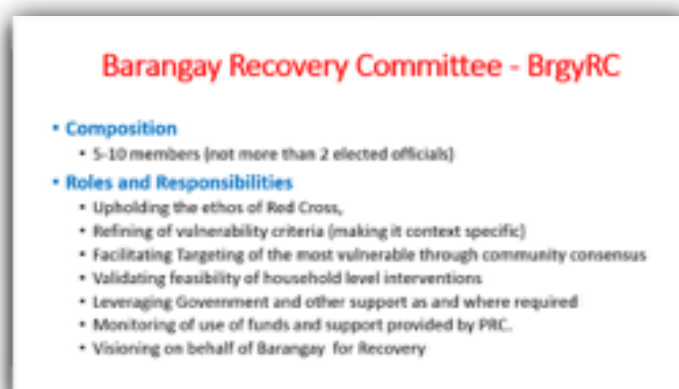 Barangay Recovery Committee - BrgyRC
• Composition
• 5-10 members (not more than 2 elected officials)
• Roles and Responsibilities
• Upholding the ethos of Red Cross,
• Refining of vulnerability criteria (making it context specific)
• Facilitating Targeting of the most vulnerable through community consensus
• Validating feasibility of household level interventions
• Leveraging Government and other support as and where required
• Monitoring of use of funds and support provided by PRC.
• Visioning on behalf of Barangay for Recovery